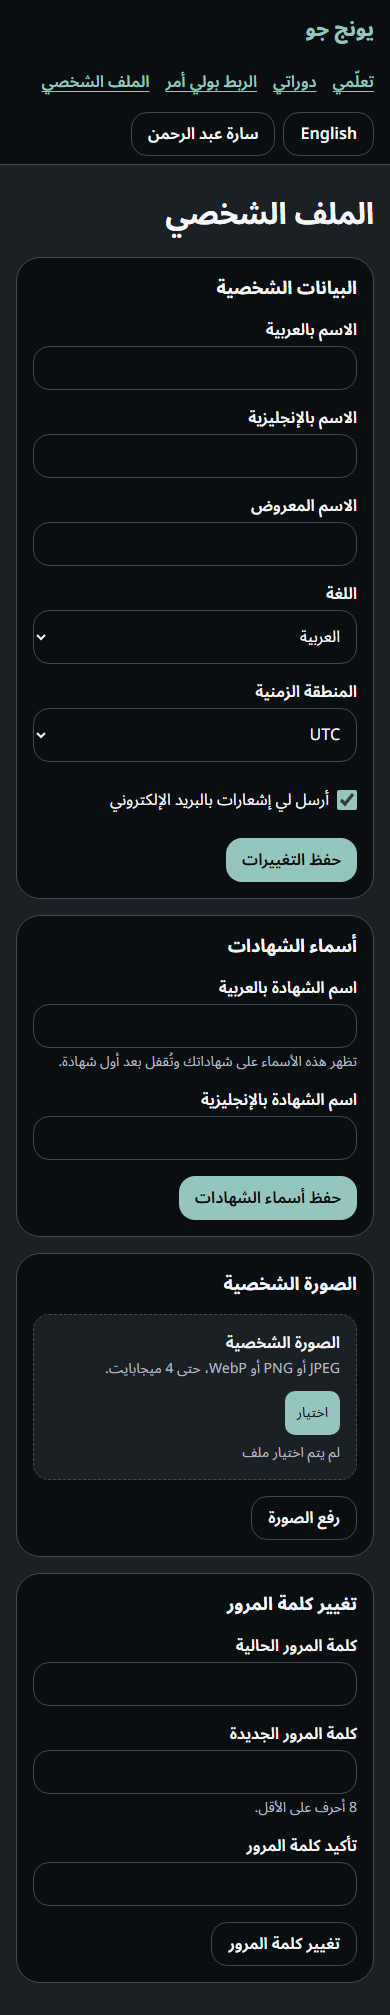 يونج جو
تعلّمي
دوراتي
الربط بولي أمر
الملف الشخصي
English
سارة عبد الرحمن
الملف الشخصي
البيانات الشخصية
الاسم بالعربية
الاسم بالإنجليزية
الاسم المعروض
اللغة
العربية
المنطقة الزمنية
UTC
أرسل لي إشعارات بالبريد الإلكتروني
حفظ التغييرات
أسماء الشهادات
اسم الشهادة بالعربية
تظهر هذه الأسماء على شهاداتك وتُقفل بعد أول شهادة.
اسم الشهادة بالإنجليزية
حفظ أسماء الشهادات
الصورة الشخصية
الصورة الشخصية
JPEG أو PNG أو WebP، حتى 4 ميجابايت.
اختيار
لم يتم اختيار ملف
رفع الصورة
تغيير كلمة المرور
كلمة المرور الحالية
كلمة المرور الجديدة
8 أحرف على الأقل.
تأكيد كلمة المرور
تغيير كلمة المرور